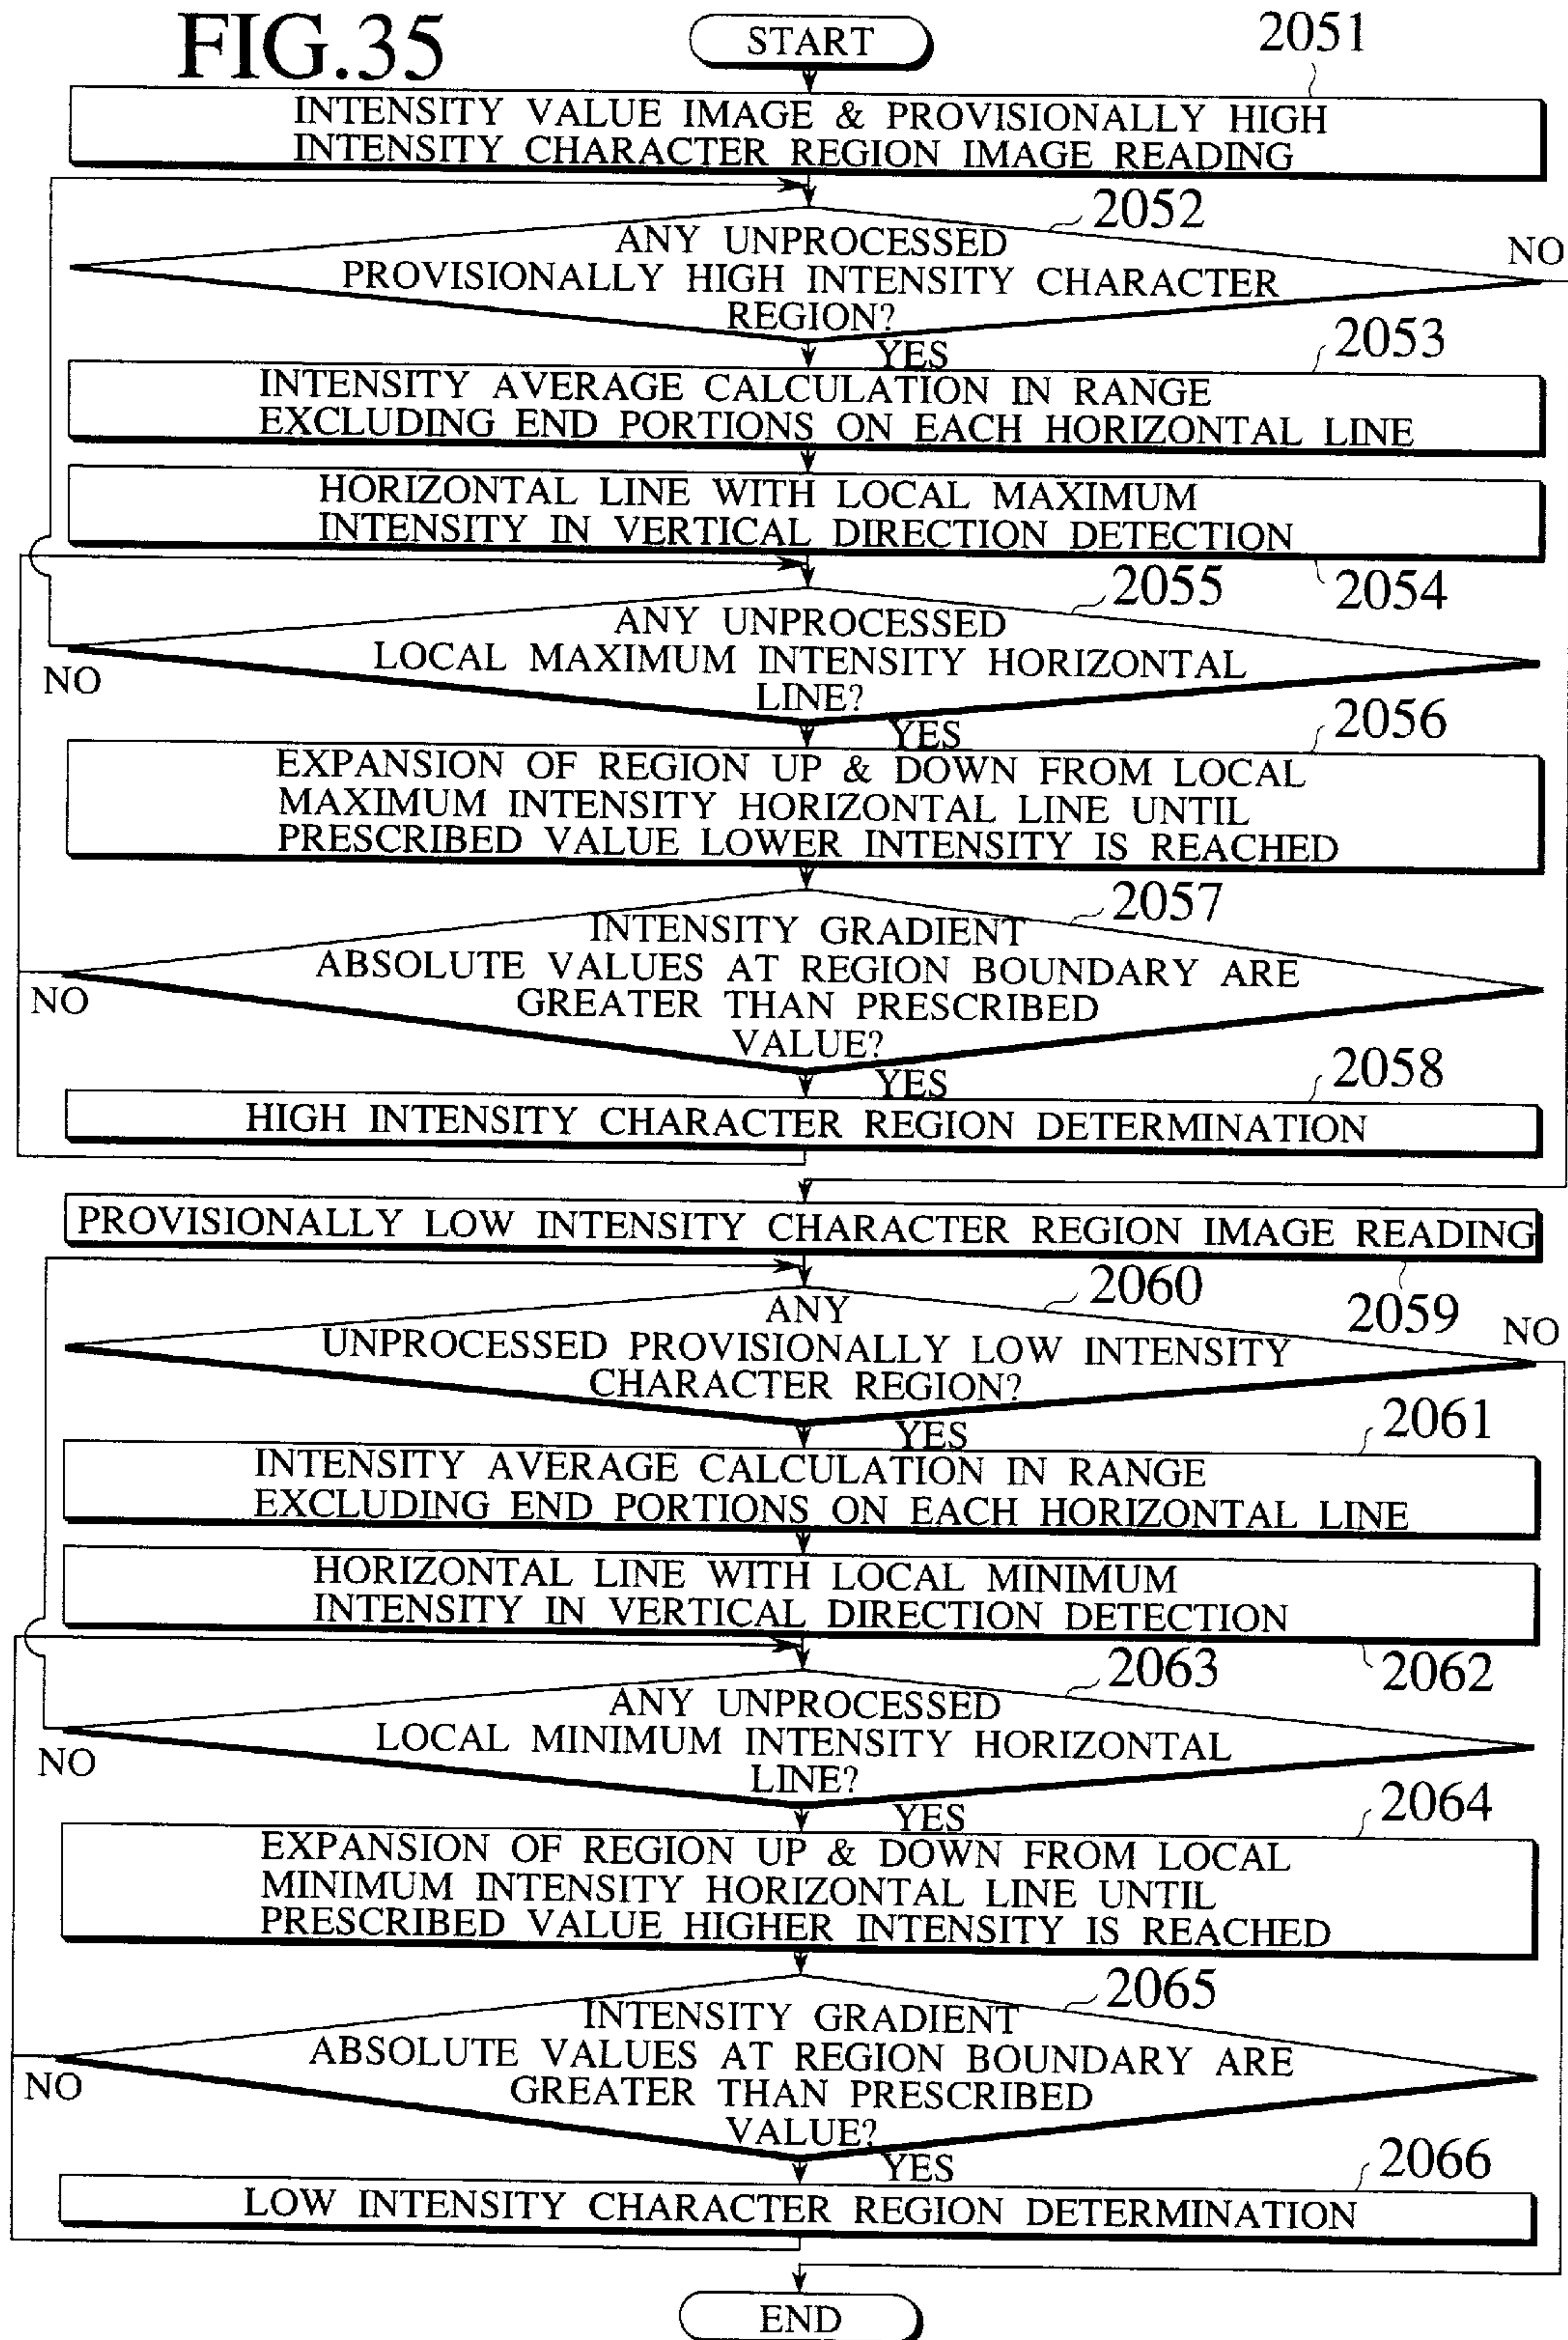 FIG.35
START
2051
INTENSITY VALUE IMAGE & PROVISIONALLY HIGH
INTENSITY CHARACTER REGION IMAGE READING
2052
ANY UNPROCESSED
PROVISIONALLY HIGH INTENSITY CHARACTER
REGION?
NO
YES
2053
INTENSITY AVERAGE CALCULATION IN RANGE
EXCLUDING END PORTIONS ON EACH HORIZONTAL LINE
HORIZONTAL LINE WITH LOCAL MAXIMUM
INTENSITY IN VERTICAL DIRECTION DETECTION
2054
2055
ANY UNPROCESSED
LOCAL MAXIMUM INTENSITY HORIZONTAL
LINE?
NO
YES
2056
EXPANSION OF REGION UP & DOWN FROM LOCAL
MAXIMUM INTENSITY HORIZONTAL LINE UNTIL
PRESCRIBED VALUE LOWER INTENSITY IS REACHED
2057
INTENSITY GRADIENT
ABSOLUTE VALUES AT REGION BOUNDARY ARE
GREATER THAN PRESCRIBED
VALUE?
NO
YES
2058
HIGH INTENSITY CHARACTER REGION DETERMINATION
PROVISIONALLY LOW INTENSITY CHARACTER REGION IMAGE READING
2059
2060
ANY
UNPROCESSED PROVISIONALLY LOW INTENSITY
CHARACTER REGION?
NO
YES
2061
INTENSITY AVERAGE CALCULATION IN RANGE
EXCLUDING END PORTIONS ON EACH HORIZONTAL LINE
HORIZONTAL LINE WITH LOCAL MINIMUM
INTENSITY IN VERTICAL DIRECTION DETECTION
2062
2063
ANY UNPROCESSED
LOCAL MINIMUM INTENSITY HORIZONTAL
LINE?
NO
YES
2064
EXPANSION OF REGION UP & DOWN FROM LOCAL
MINIMUM INTENSITY HORIZONTAL LINE UNTIL
PRESCRIBED VALUE HIGHER INTENSITY IS REACHED
2065
INTENSITY GRADIENT
ABSOLUTE VALUES AT REGION BOUNDARY ARE
GREATER THAN PRESCRIBED
VALUE?
NO
YES
2066
LOW INTENSITY CHARACTER REGION DETERMINATION
END